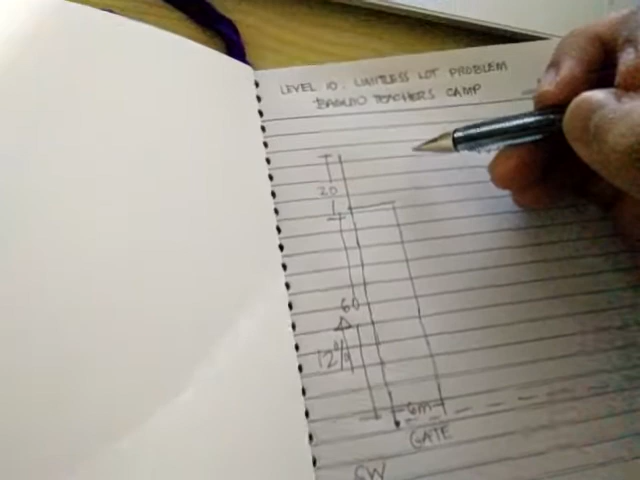 LEVEL 10. LIMITLESS LOT PROBLEM
BAGUIO TEACHERS CAMP
20
60
12%
6m
GATE
SW